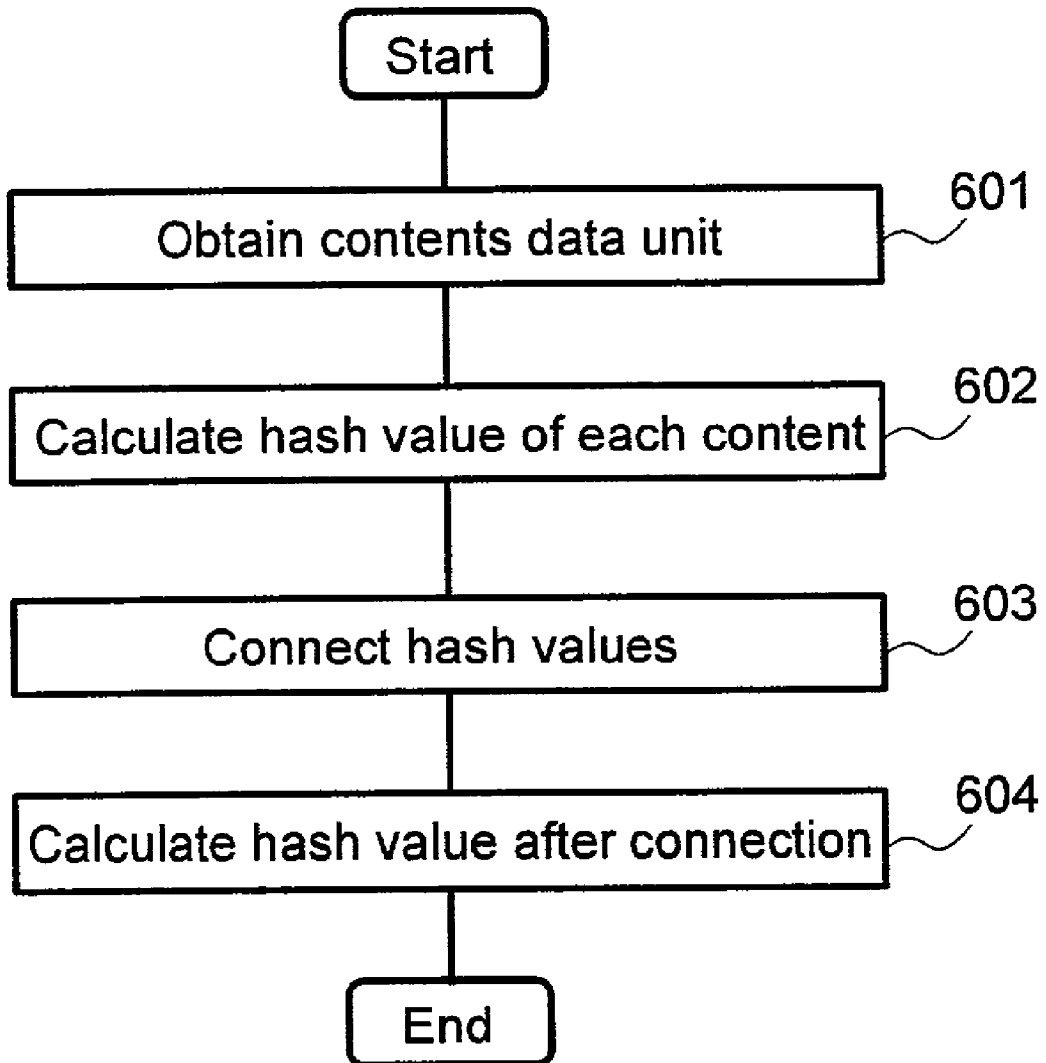 Start
601
Obtain contents data unit
602
Calculate hash value of each content
603
Connect hash values
604
Calculate hash value after connection
End